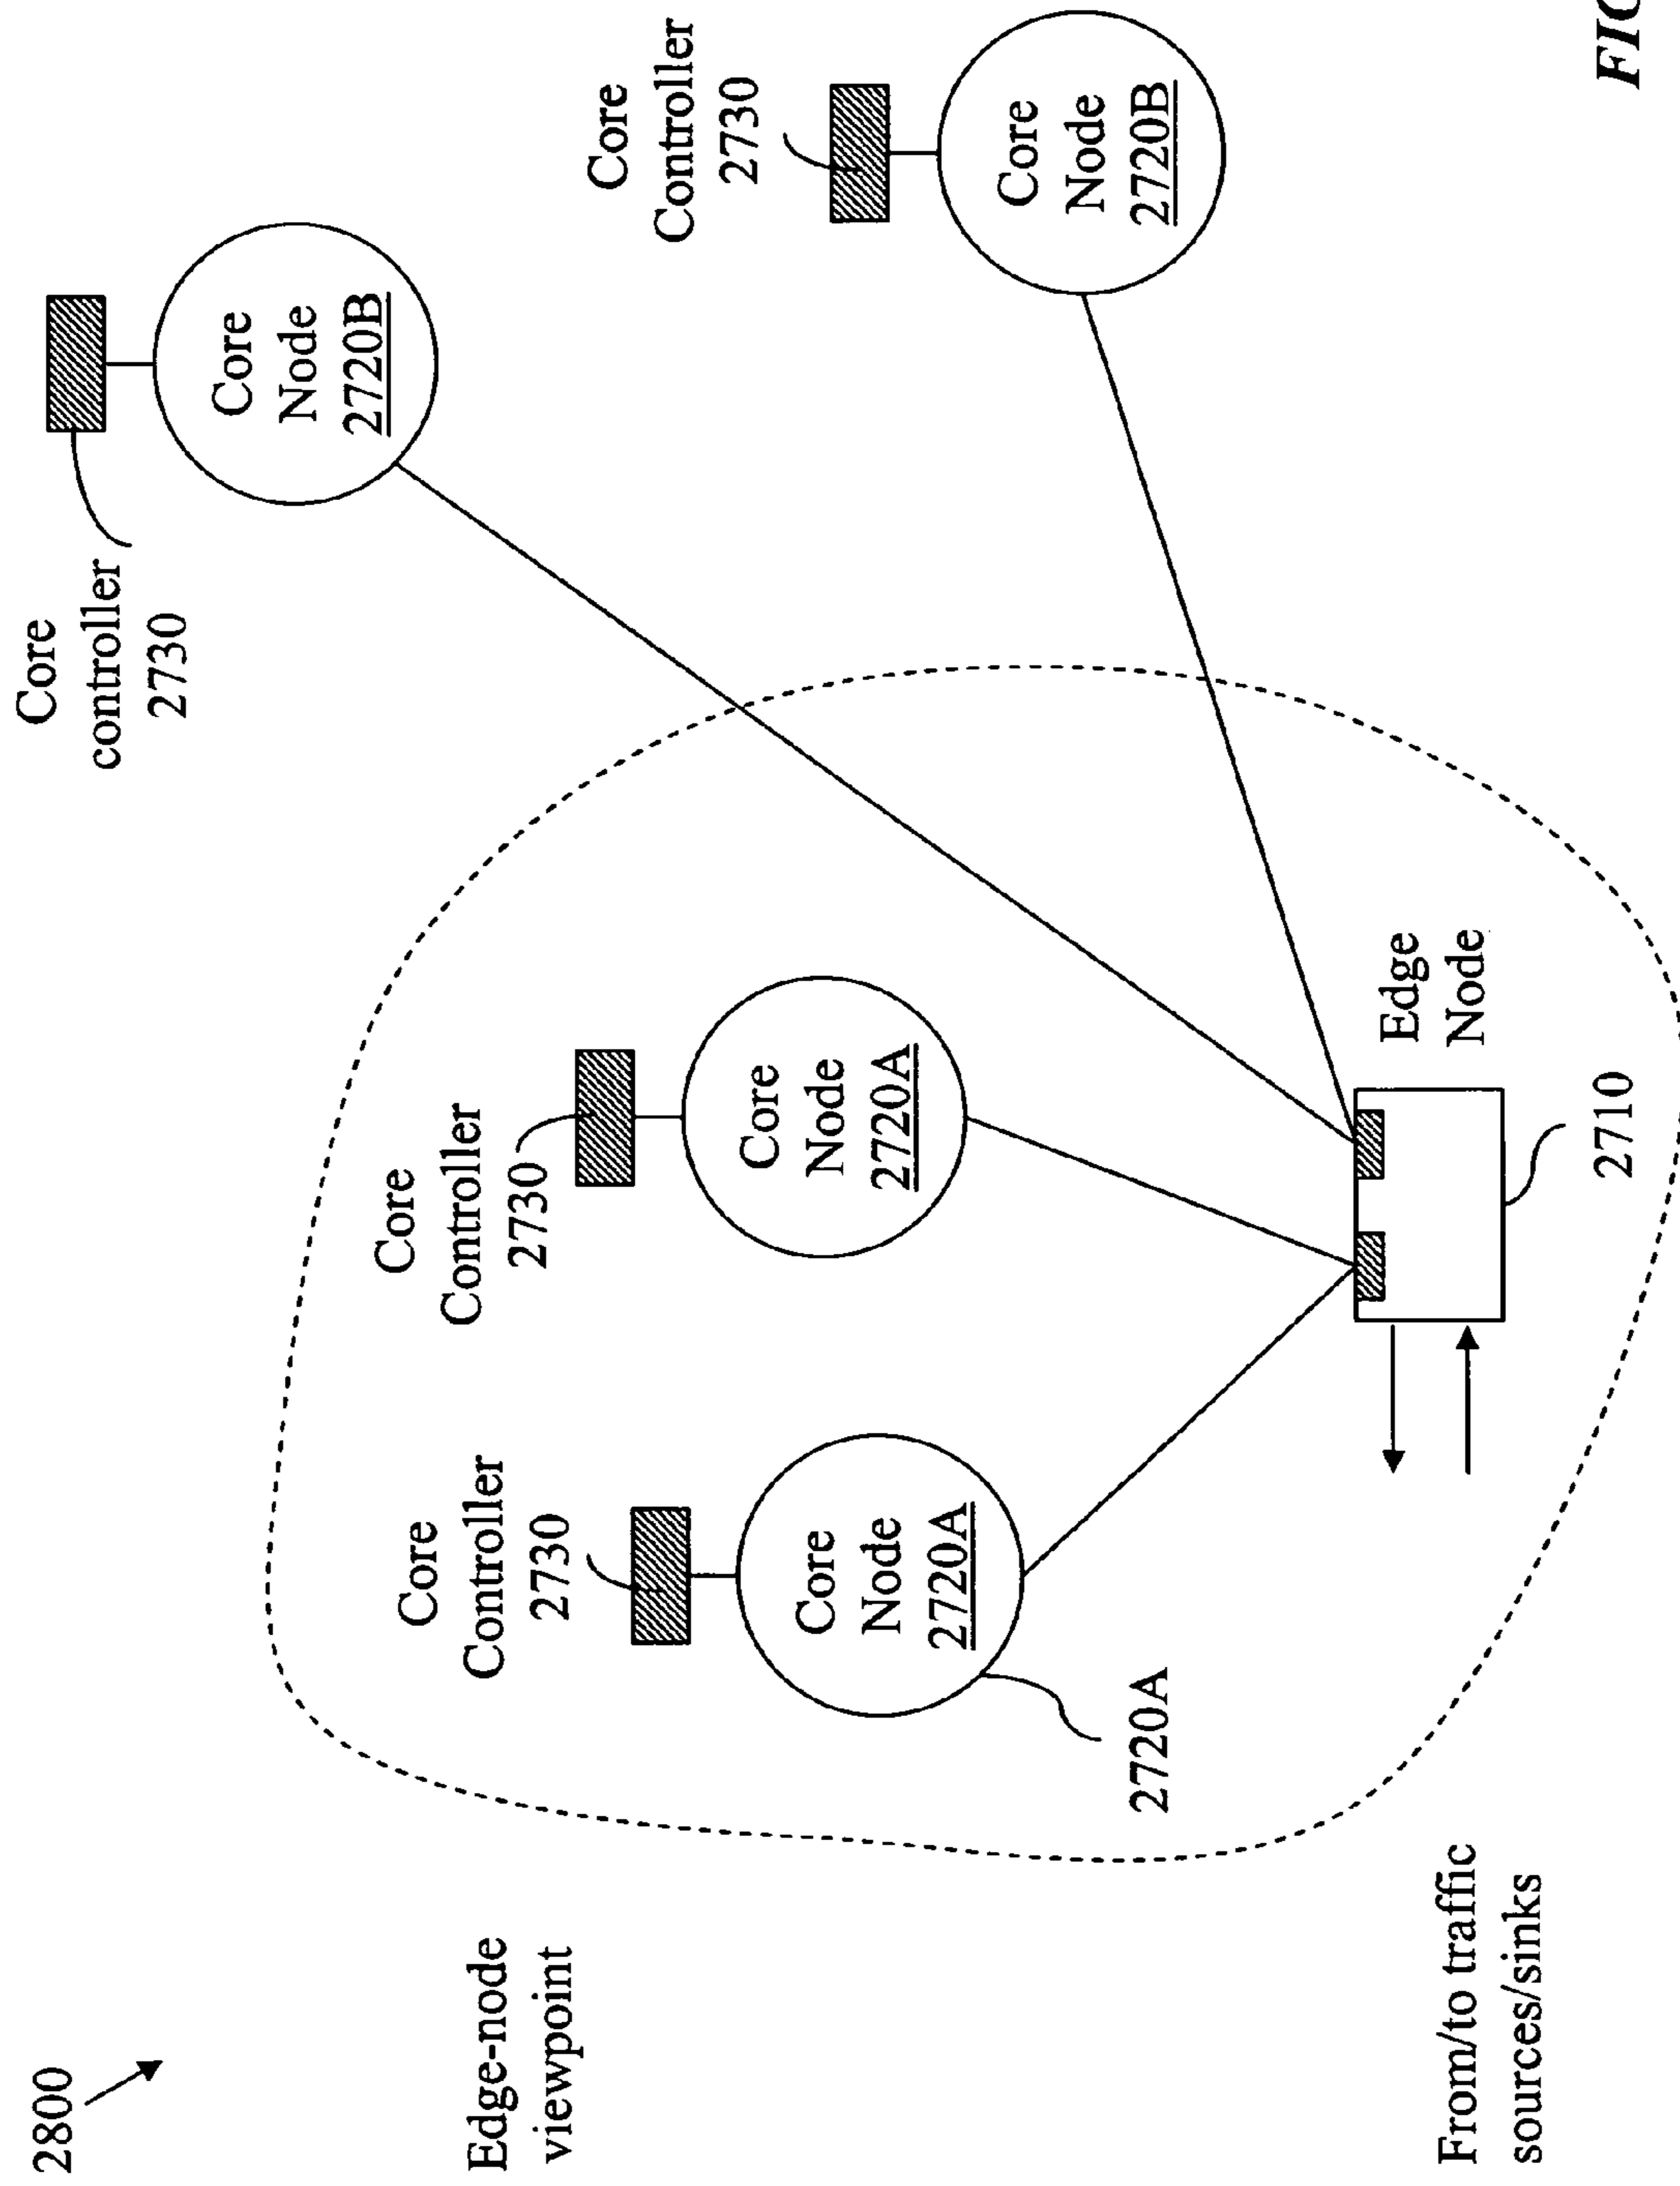 2800
Edge-node
viewpoint
From/to traffic
sources/sinks
Core
controller
2730
Core
Node
2720B
Core
Controller
2730
Core
Node
2720B
Core
Controller
2730
Core
Node
2720A
Core
Controller
2730
Core
Node
2720A
2720A
Edge
Node
2710
FIG